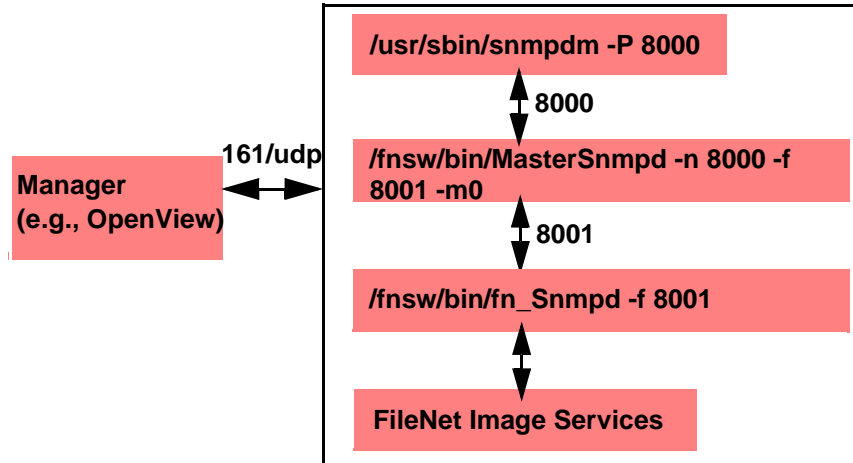 /usr/sbin/snmpdm -P 8000
8000
161/udp
/fnsw/bin/MasterSnmpd -n 8000 -f
8001 -m0
Manager
(e.g., OpenView)
8001
/fnsw/bin/fn_Snmpd -f 8001
FileNet Image Services